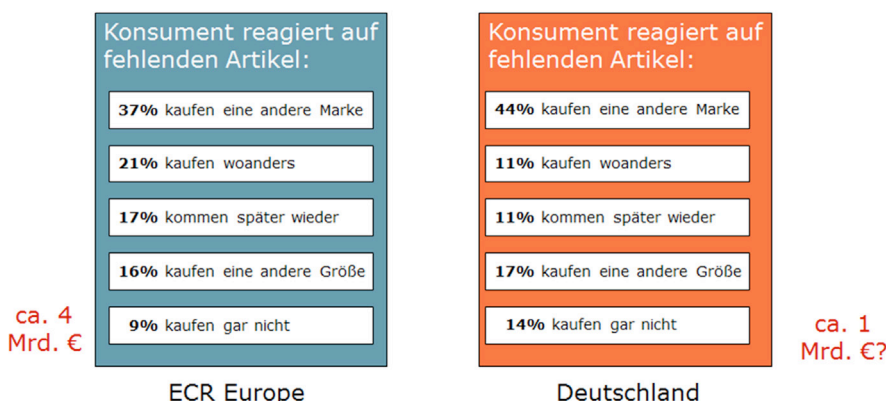 Konsument reagiert auf
fehlenden Artikel:
37% kaufen eine andere Marke
21% kaufen woanders
17% kommen später wieder
16% kaufen eine andere Größe
9% kaufen gar nicht
ca. 4
Mrd. €
ECR Europe
Konsument reagiert auf
fehlenden Artikel:
44% kaufen eine andere Marke
11% kaufen woanders
11% kommen später wieder
17% kaufen eine andere Größe
14% kaufen gar nicht
ca. 1
Mrd. €?
Deutschland